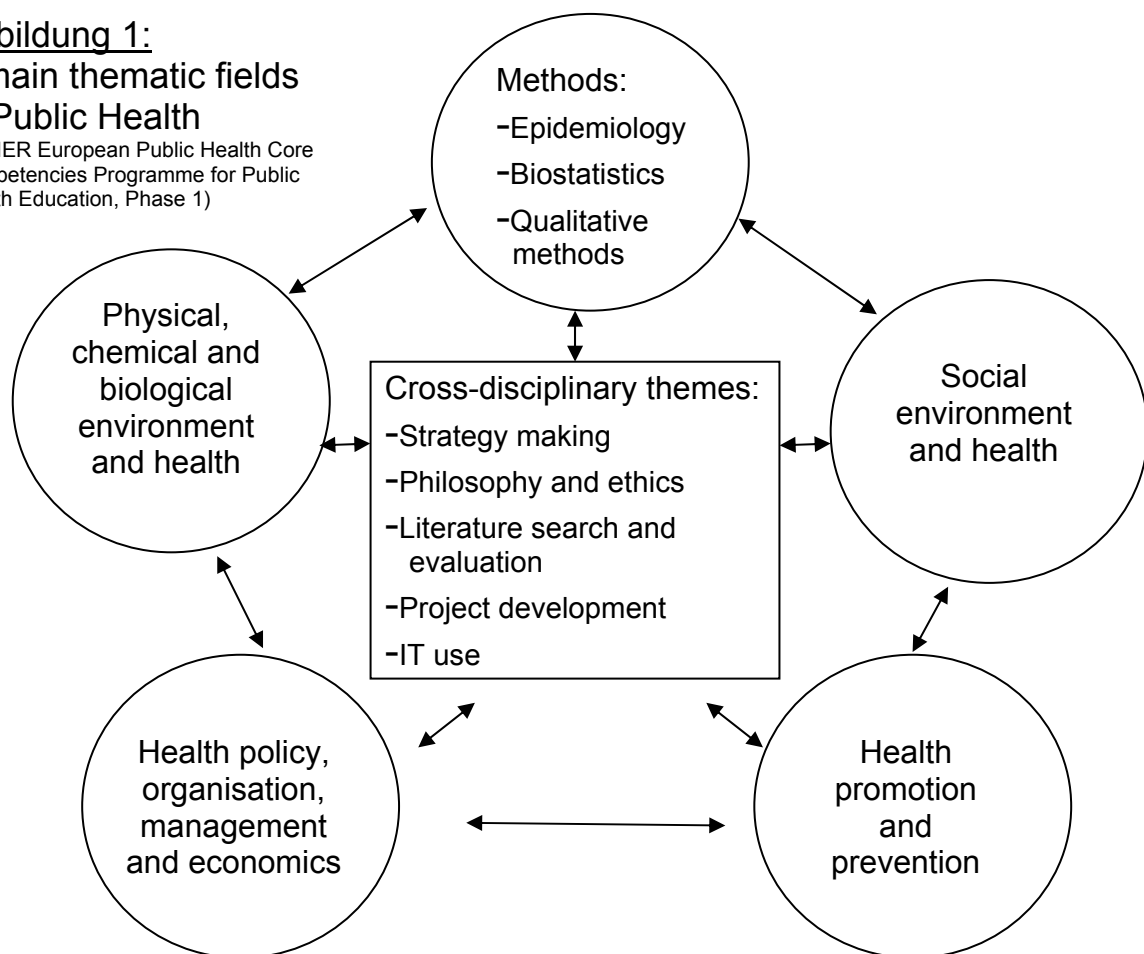 bildung 1:
main thematic fields
Public Health
IER European Public Health Core
petencies Programme for Public
th Education, Phase 1)
Methods:
-Epidemiology
-Biostatistics
-Qualitative
methods
Physical,
chemical and
biological
environment
and health
Cross-disciplinary themes:
-Strategy making
-Philosophy and ethics
-Literature search and
evaluation
-Project development
-IT use
Social
environment
and health
Health policy,
organisation,
management
and economics
Health
promotion
and
prevention